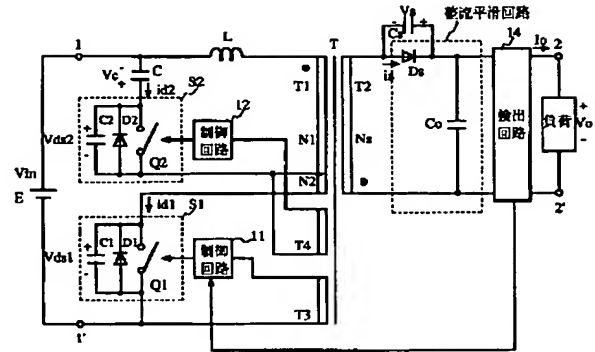 整流平滑回路
Vs
Cs
1
L
T
14
Io
2
is
Ds
Vc
C
id2
S2
12
T1
T2
C2
D2
制御
回路
Co
検出
回路
負荷
Vo
Vds2
N1
Ns
Q2
Vin
N2
E
id1
S1
2'
C1
D1
11
T4
Vds1
制御
回路
Q1
T3
1'